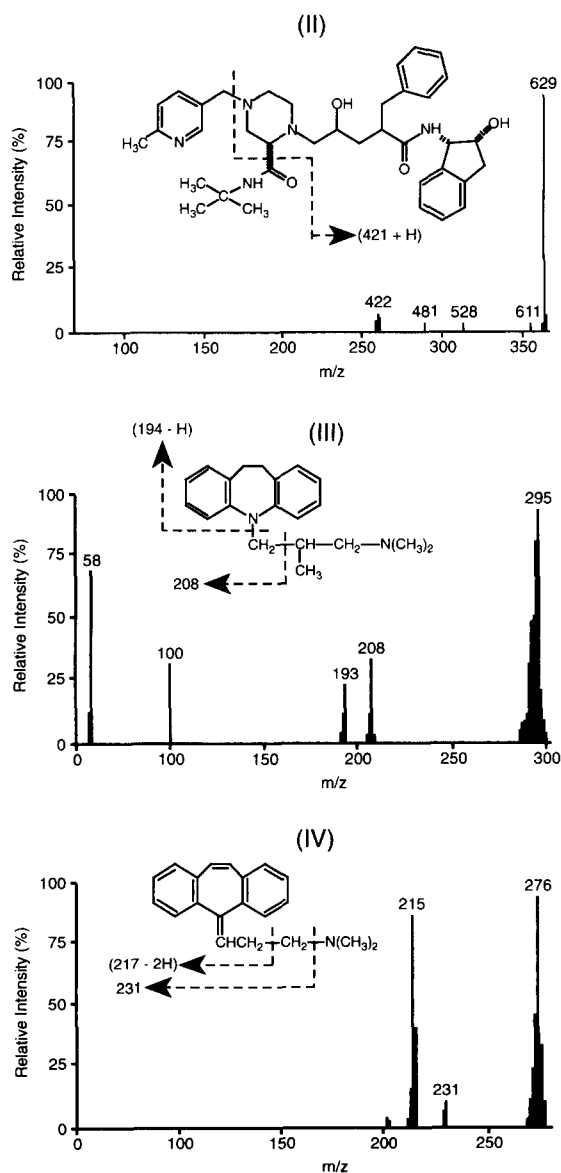 (II)
100
75
50
25
0
Relative Intensity (%)
629
OH
N
N
H₃C
N
NH
O
CH₃
H₃C
CH₃
HN
O
OH
(421 + H)
422
481
528
611
100
150
200
250
300
350
m/z
(III)
(194 - H)
100
75
50
25
0
Relative Intensity (%)
58
100
193
208
295
N
CH₂—CH—CH₂—N(CH₃)₂
CH₃
208
0
100
150
200
250
300
m/z
(IV)
100
75
50
25
0
Relative Intensity (%)
215
231
276
CHCH₂—CH₂—N(CH₃)₂
(217 - 2H)
231
0
100
150
200
250
m/z